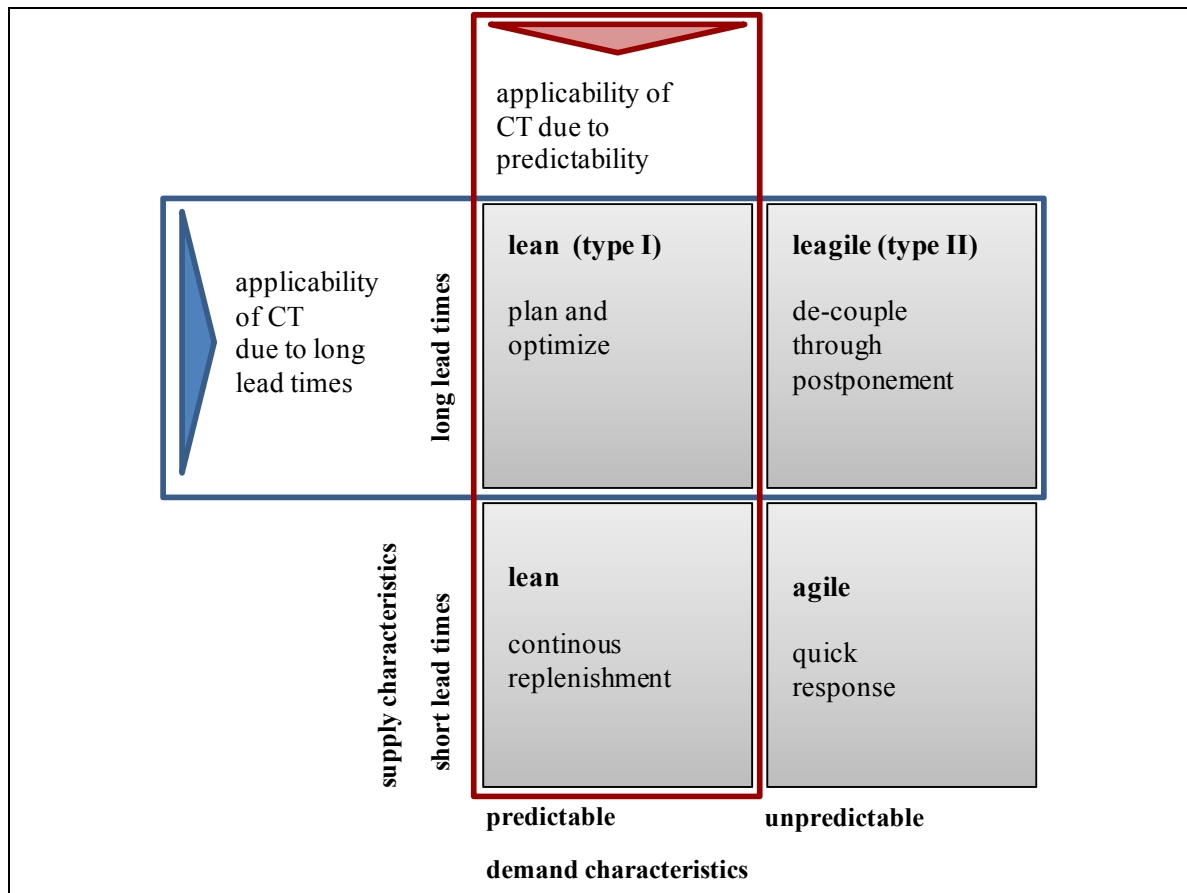 applicability of
CT due to
predictability
applicability
of CT
due to long
lead times
long lead times
lean (type I)
plan and
optimize
leagile (type II)
de-couple
through
postponement
supply characteristics
short lead times
lean
continous
replenishment
agile
quick
response
predictable
unpredictable
demand characteristics